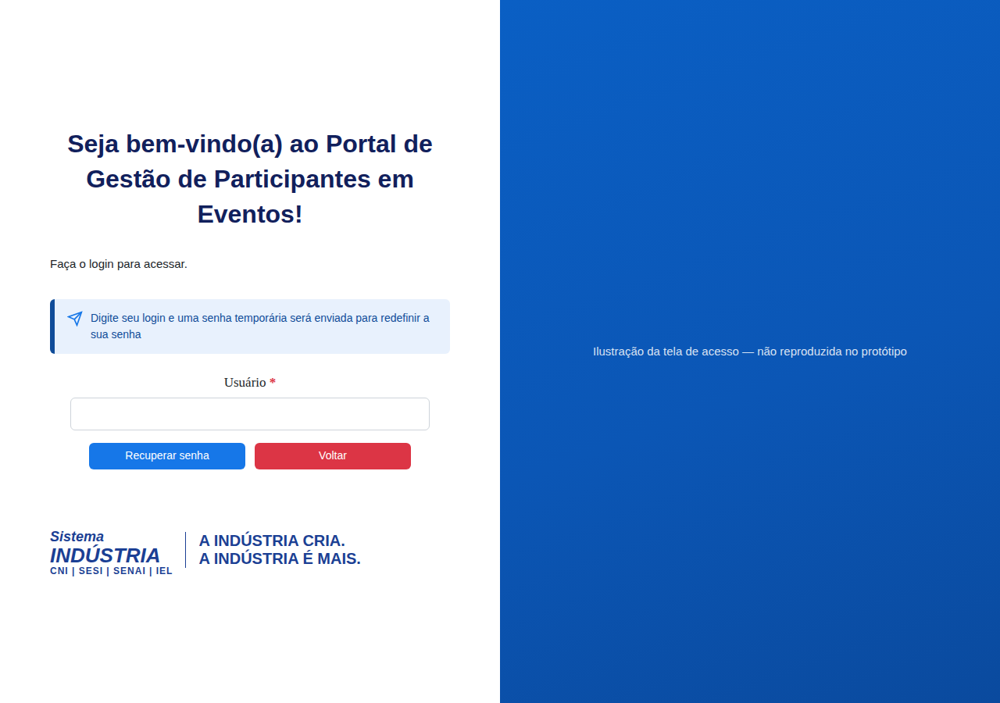 Seja bem-vindo(a) ao Portal de
Gestão de Participantes em
Eventos!
Faça o login para acessar.
Digite seu login e uma senha temporária será enviada para redefinir a
sua senha
Usuário *
Recuperar senha
Voltar
Sistema
INDÚSTRIA
CNI | SESI | SENAI | IEL
A INDÚSTRIA CRIA.
A INDÚSTRIA É MAIS.
Ilustração da tela de acesso — não reproduzida no protótipo